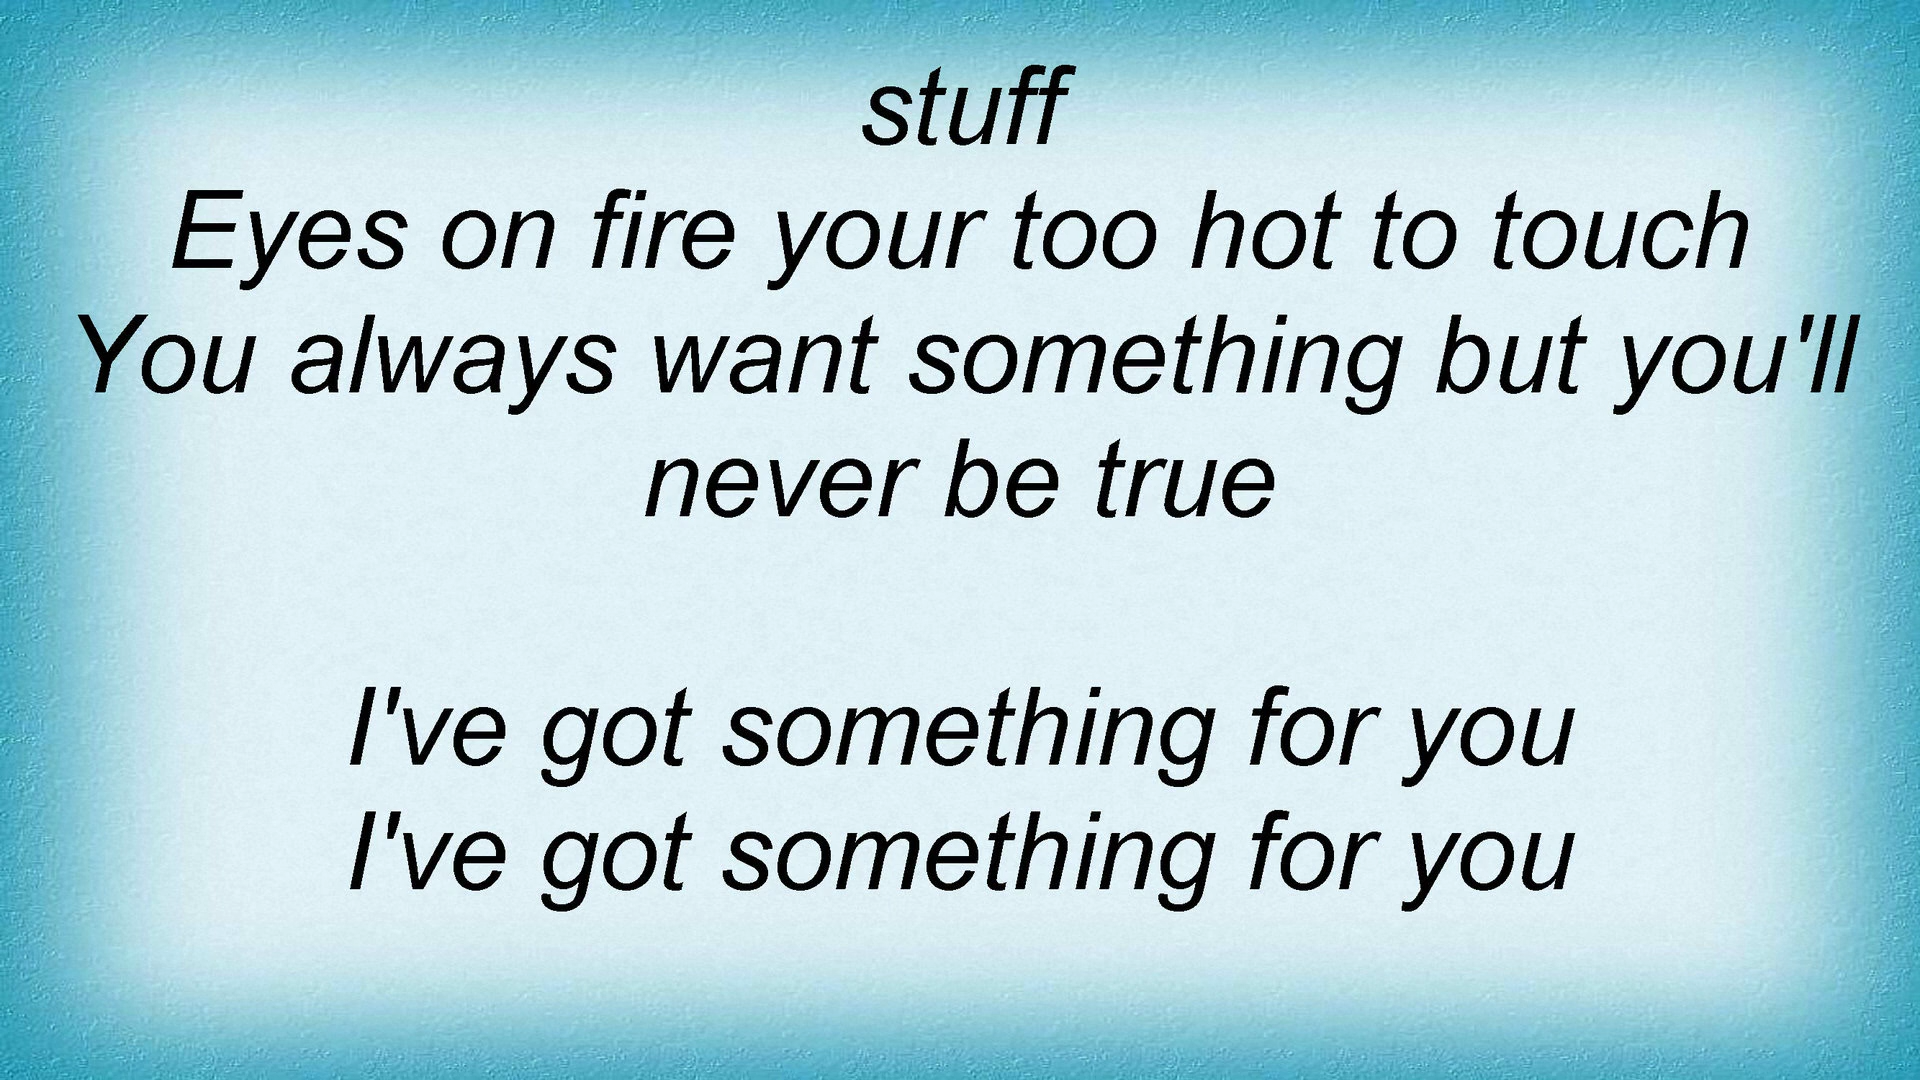 stuff
Eyes on fire your too hot to touch
You always want something but you'll
never be true
I've got something for you
I've got something for you